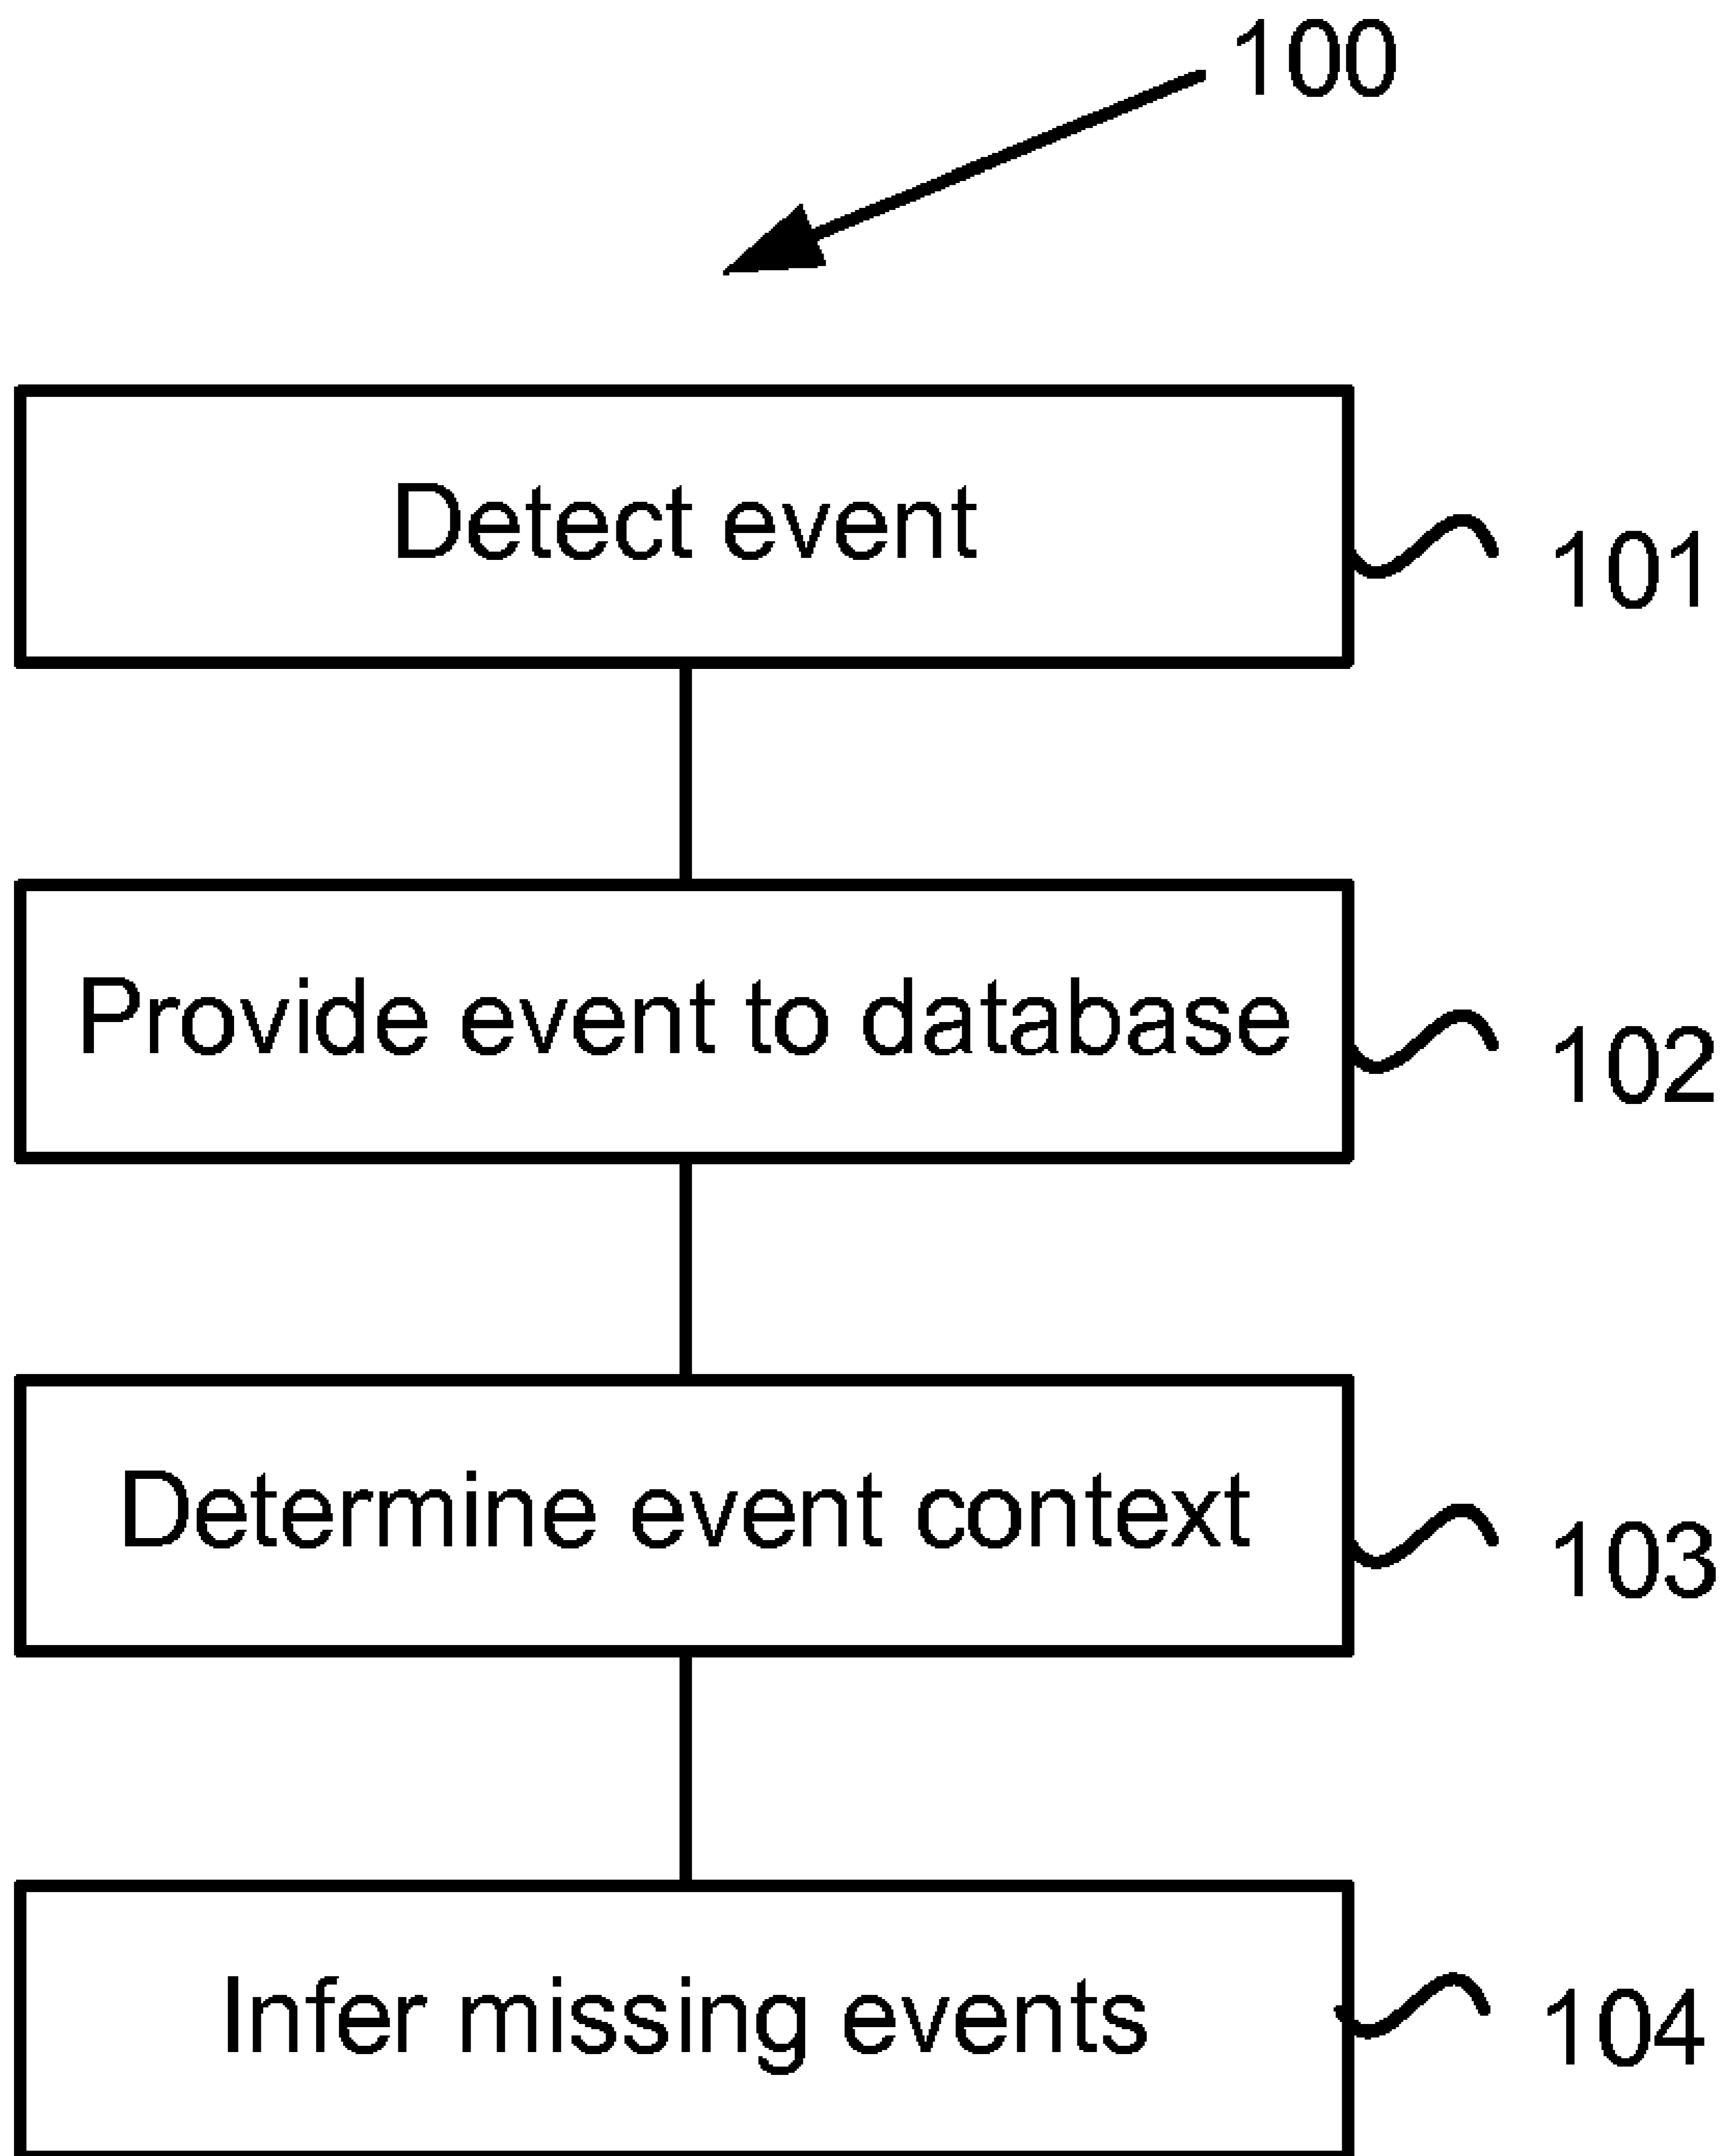 100
Detect event
101
Provide event to database
102
Determine event context
103
Infer missing events
104